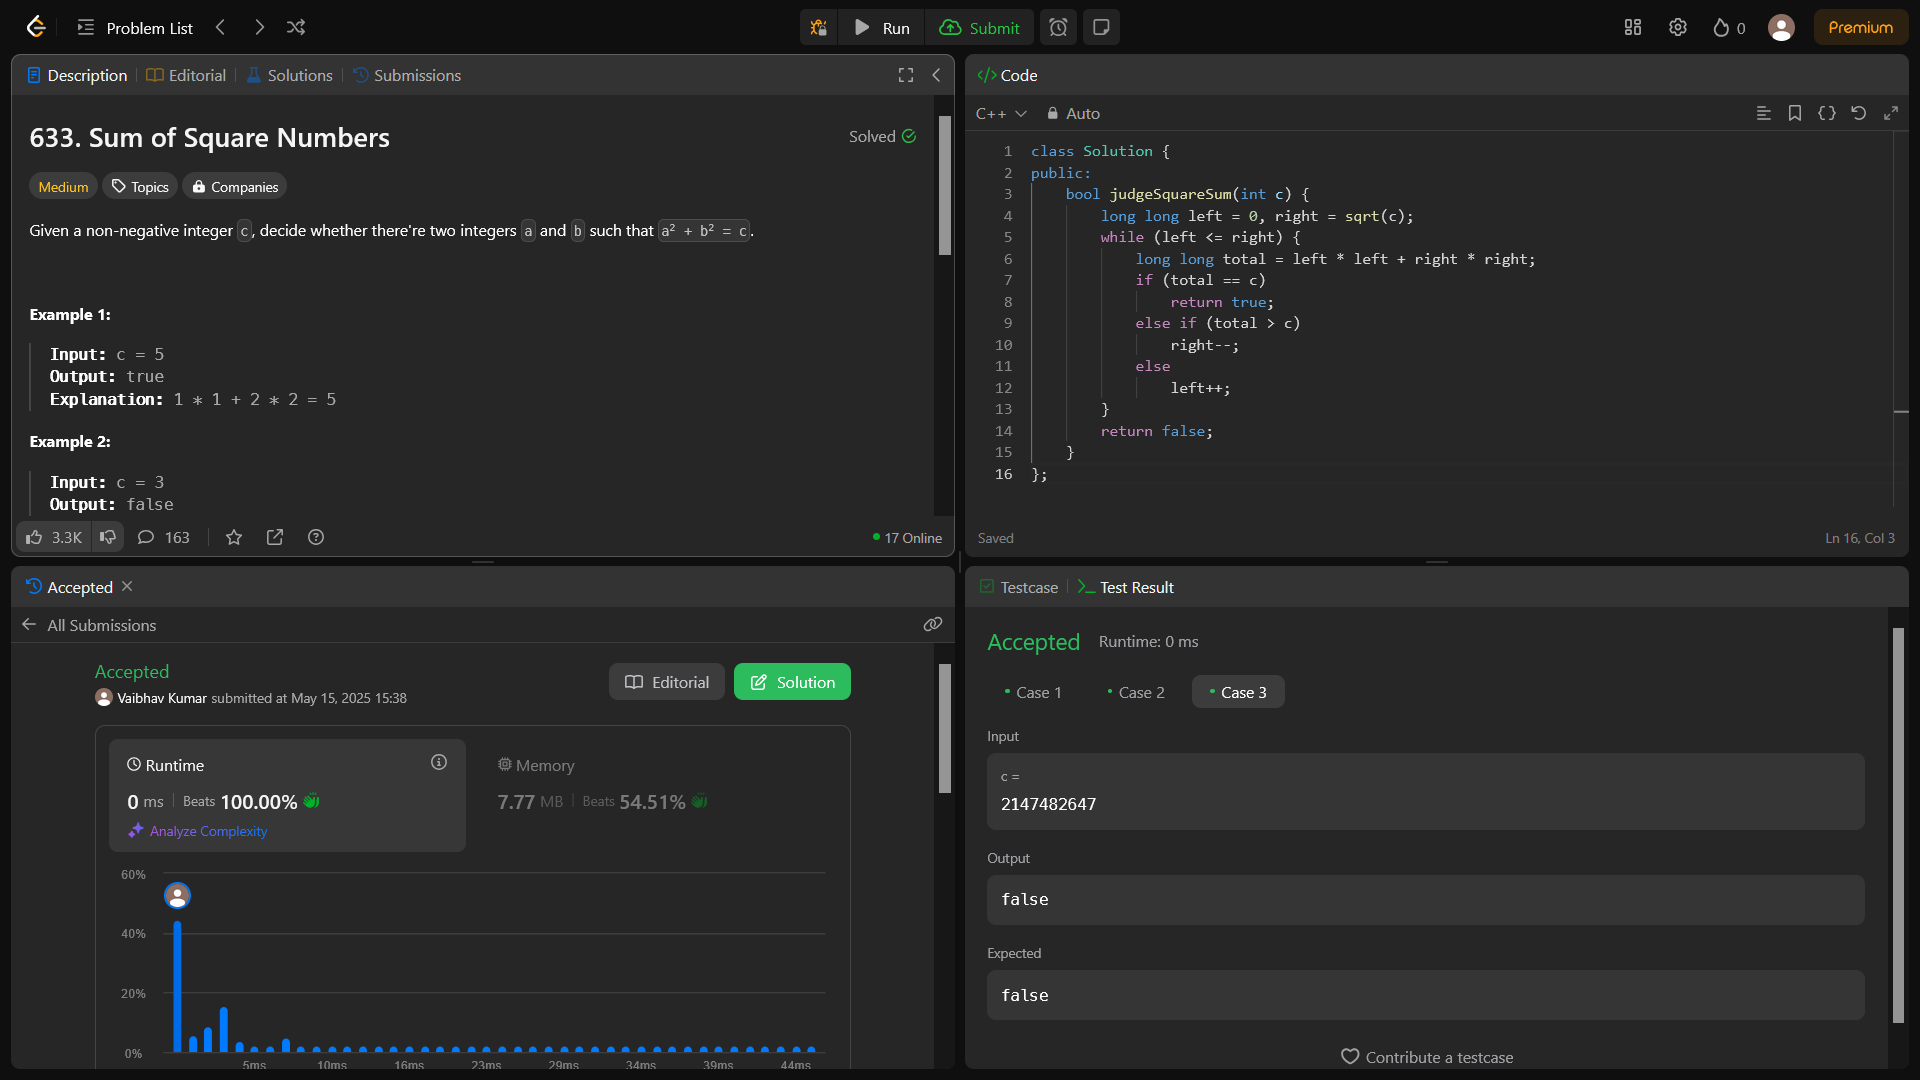 Problem List
Run
Submit
0
Premium
Description
Editorial
Solutions
Submissions
633. Sum of Square Numbers
Solved
Medium
Topics
Companies
Given a non-negative integer c, decide whether there're two integers a and b such that a² + b² = c.
Example 1:
Input: c = 5
Output: true
Explanation: 1 * 1 + 2 * 2 = 5
Example 2:
Input: c = 3
Output: false
3.3K
163
17 Online
Code
C++
Auto
1 class Solution {
2 public:
3 bool judgeSquareSum(int c) {
4 long long left = 0, right = sqrt(c);
5 while (left <= right) {
6 long long total = left * left + right * right;
7 if (total == c)
8 return true;
9 else if (total > c)
10 right--;
11 else
12 left++;
13 }
14 return false;
15 }
16 };
Saved
Ln 16, Col 3
Accepted
All Submissions
Accepted
Vaibhav Kumar submitted at May 15, 2025 15:38
Editorial
Solution
Runtime
0 ms
Beats 100.00%
Analyze Complexity
Memory
7.77 MB
Beats 54.51%
60%
40%
20%
0%
5ms 10ms 16ms 23ms 29ms 34ms 39ms 44ms
Testcase
Test Result
Accepted
Runtime: 0 ms
Case 1
Case 2
Case 3
Input
c =
2147482647
Output
false
Expected
false
Contribute a testcase